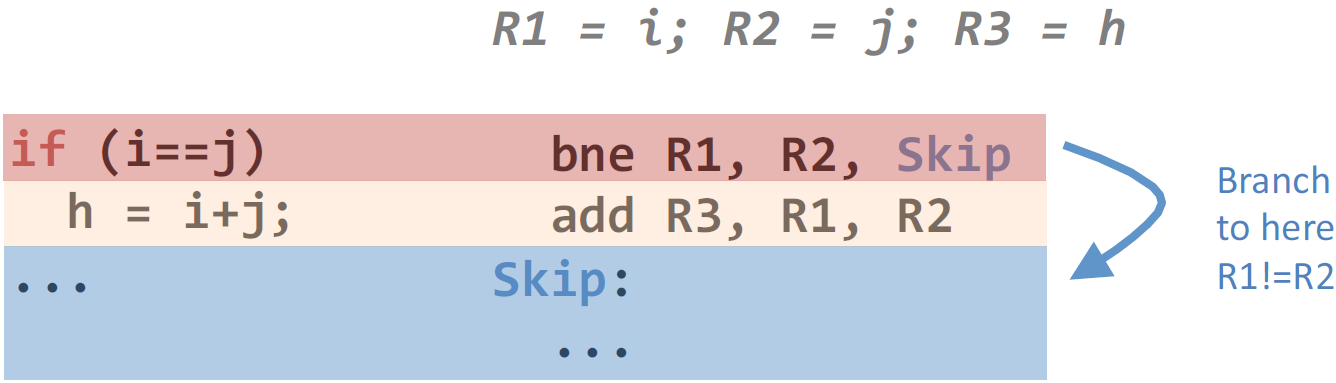 R1 = i; R2 = j; R3 = h
if (i==j) bne R1, R2, Skip
h = i+j; add R3, R1, R2
... Skip:
...
Branch
to here
R1!=R2